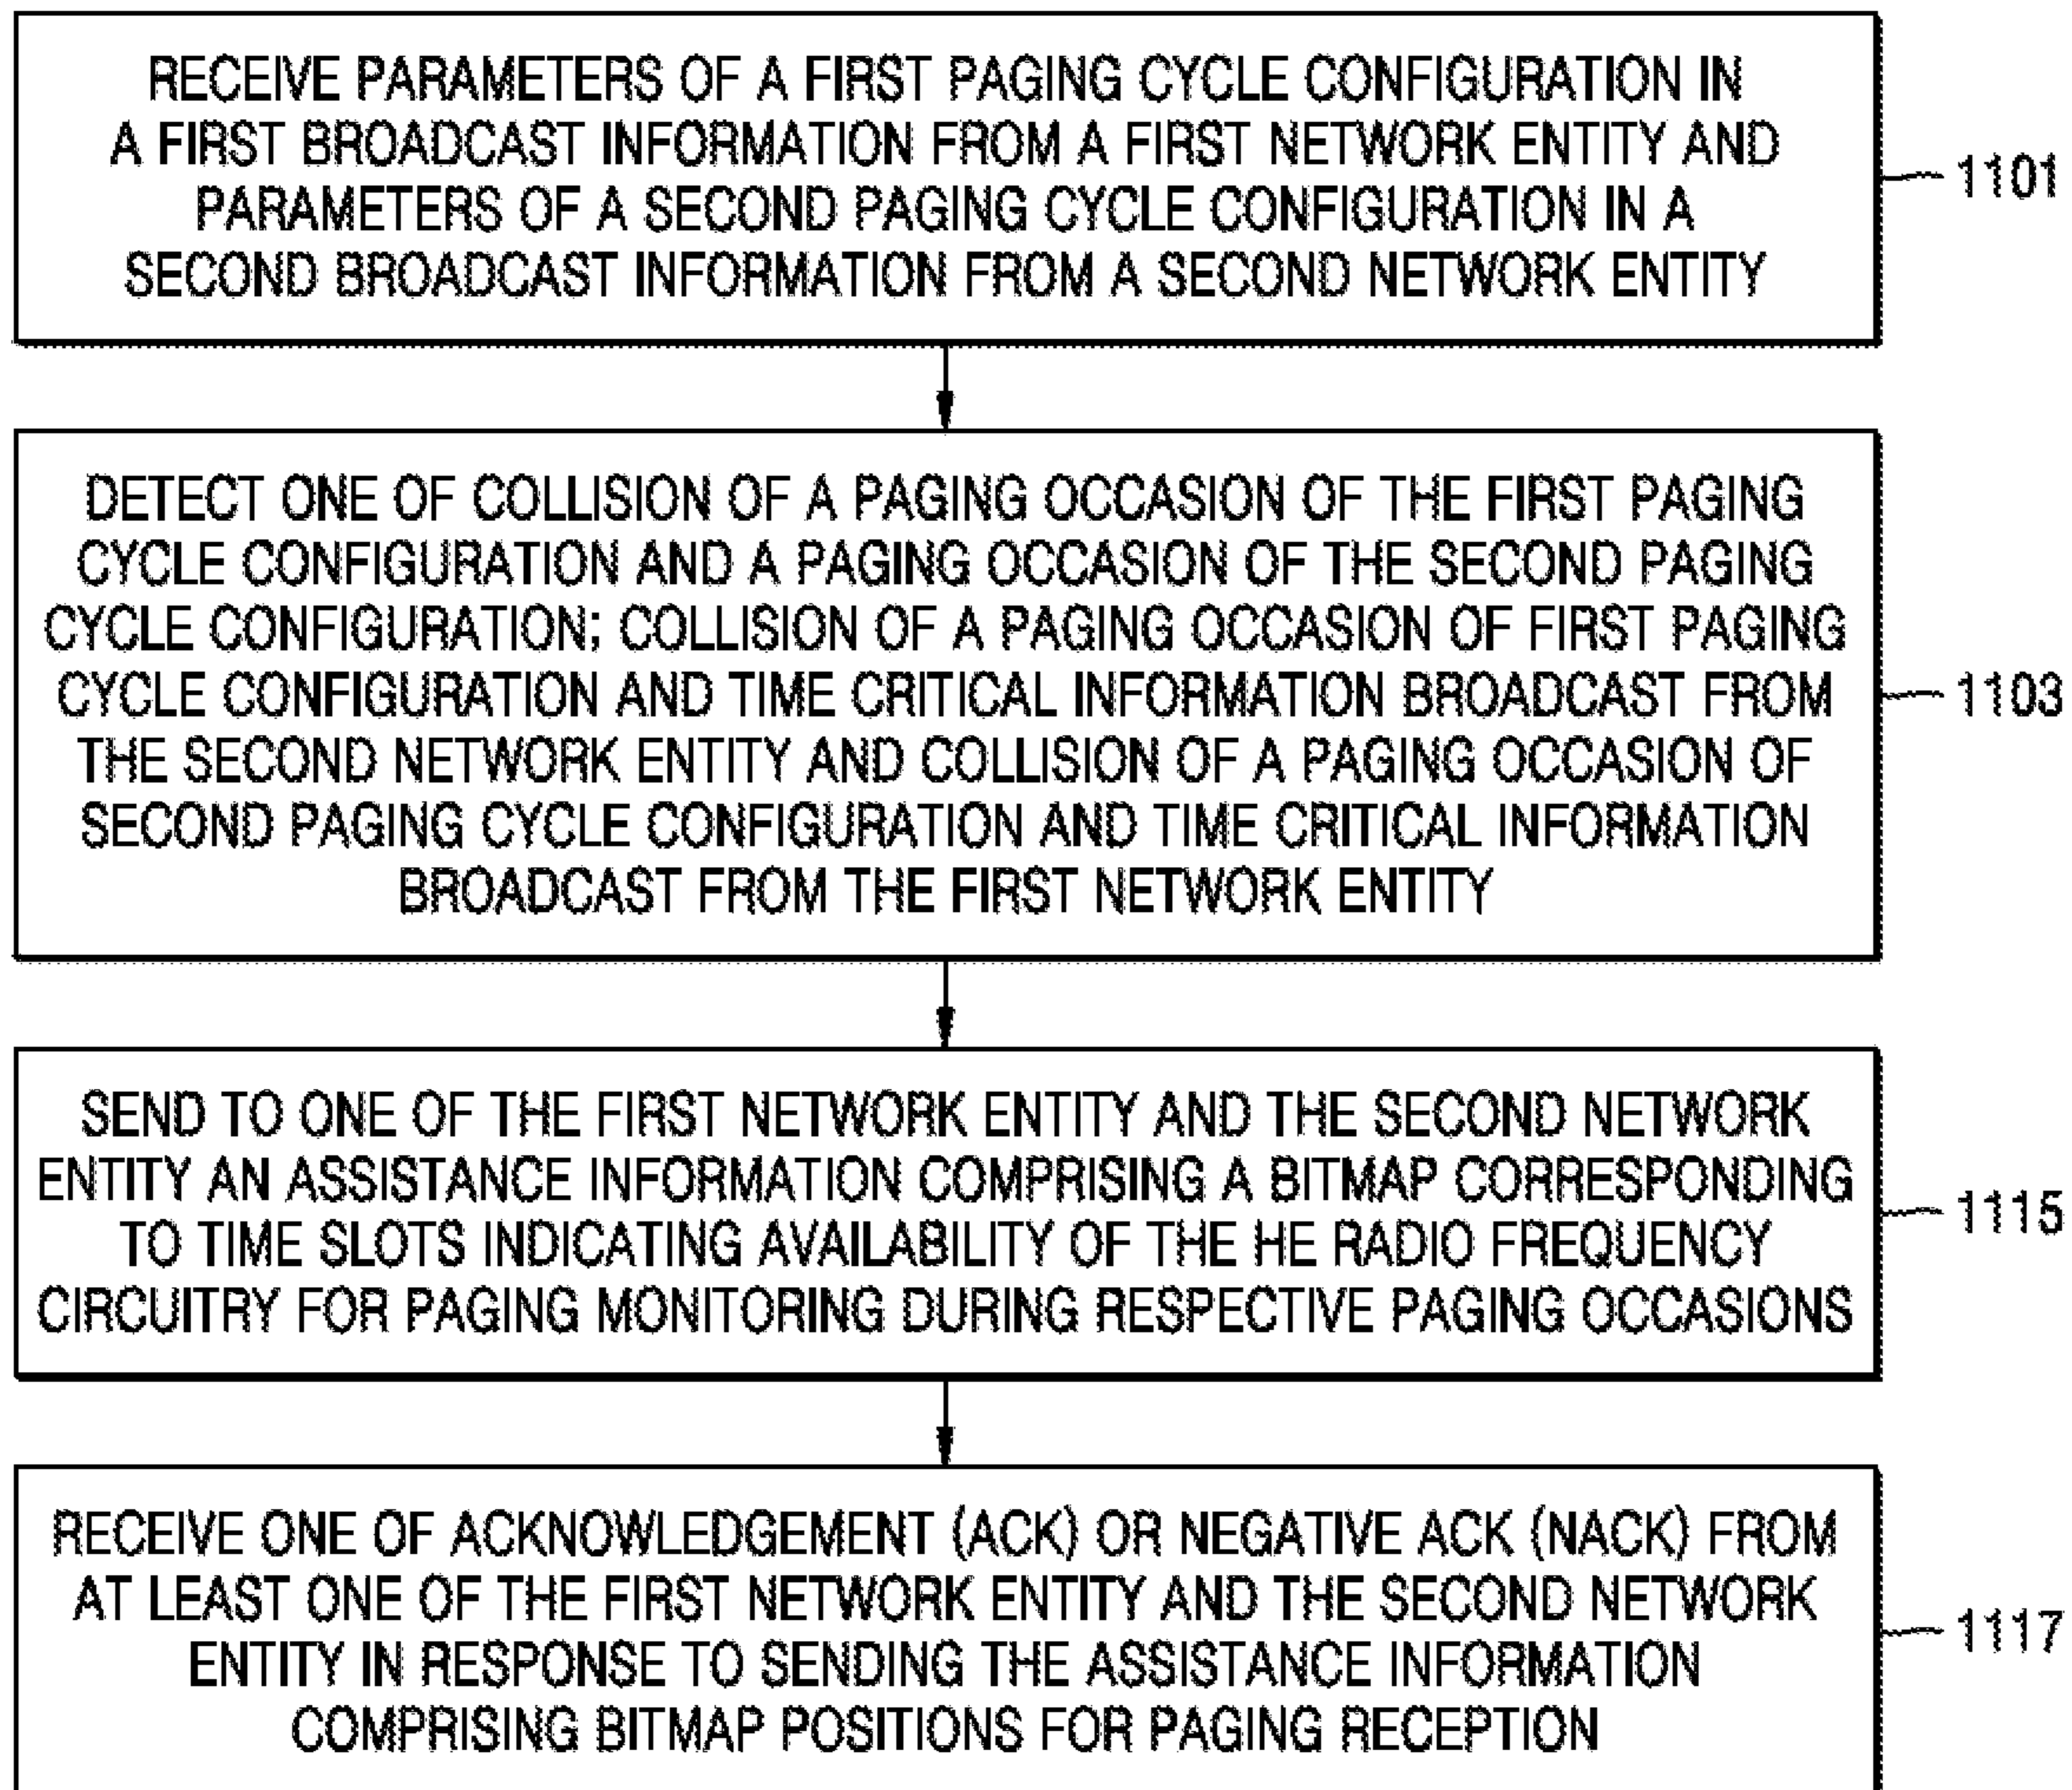 RECEIVE PARAMETERS OF A FIRST PAGING CYCLE CONFIGURATION IN
A FIRST BROADCAST INFORMATION FROM A FIRST NETWORK ENTITY AND
PARAMETERS OF A SECOND PAGING CYCLE CONFIGURATION IN A
SECOND BROADCAST INFORMATION FROM A SECOND NETWORK ENTITY
1101
DETECT ONE OF COLLISION OF A PAGING OCCASION OF THE FIRST PAGING
CYCLE CONFIGURATION AND A PAGING OCCASION OF THE SECOND PAGING
CYCLE CONFIGURATION; COLLISION OF A PAGING OCCASION OF FIRST PAGING
CYCLE CONFIGURATION AND TIME CRITICAL INFORMATION BROADCAST FROM
THE SECOND NETWORK ENTITY AND COLLISION OF A PAGING OCCASION OF
SECOND PAGING CYCLE CONFIGURATION AND TIME CRITICAL INFORMATION
BROADCAST FROM THE FIRST NETWORK ENTITY
1103
SEND TO ONE OF THE FIRST NETWORK ENTITY AND THE SECOND NETWORK
ENTITY AN ASSISTANCE INFORMATION COMPRISING A BITMAP CORRESPONDING
TO TIME SLOTS INDICATING AVAILABILITY OF THE HE RADIO FREQUENCY
CIRCUITRY FOR PAGING MONITORING DURING RESPECTIVE PAGING OCCASIONS
1115
RECEIVE ONE OF ACKNOWLEDGEMENT (ACK) OR NEGATIVE ACK (NACK) FROM
AT LEAST ONE OF THE FIRST NETWORK ENTITY AND THE SECOND NETWORK
ENTITY IN RESPONSE TO SENDING THE ASSISTANCE INFORMATION
COMPRISING BITMAP POSITIONS FOR PAGING RECEPTION
1117